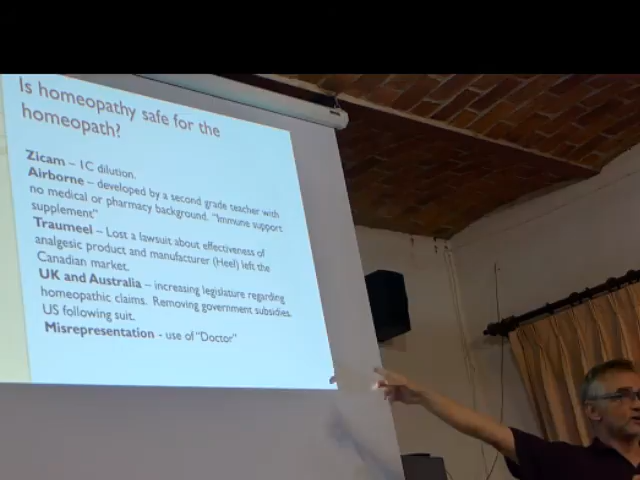 Is homeopathy safe for the
homeopath?
Zicam – 1C dilution.
Airborne – developed by a second grade teacher with
no medical or pharmacy background. "Immune support
supplement"
Traumeel – Lost a lawsuit about effectiveness of
analgesic product and manufacturer (Heel) left the
Canadian market.
UK and Australia – increasing legislature regarding
homeopathic claims. Removing government subsidies.
US following suit.
Misrepresentation - use of "Doctor"